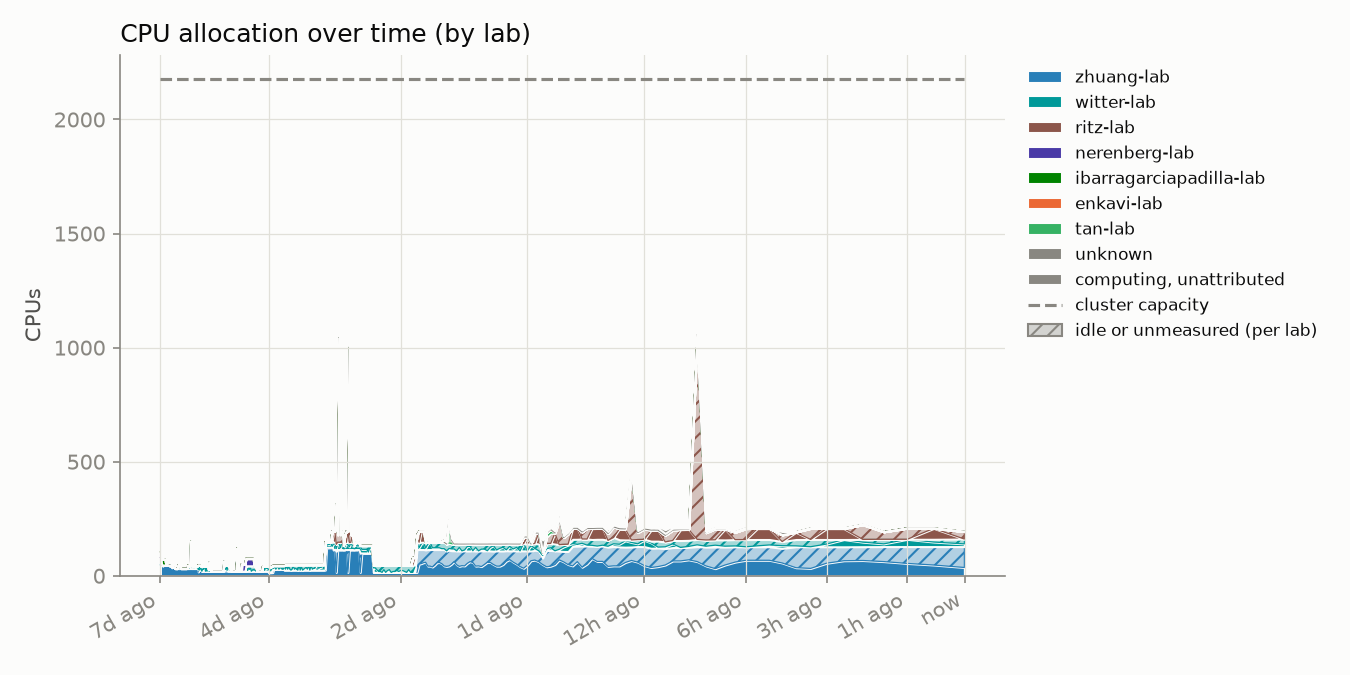 CPU allocation over time (by lab)
CPUs
2000
1500
1000
500
0
7d ago
4d ago
2d ago
1d ago
12h ago
6h ago
3h ago
1h ago
now
zhuang-lab
witter-lab
ritz-lab
nerenberg-lab
ibarragarciapadilla-lab
enkavi-lab
tan-lab
unknown
computing, unattributed
cluster capacity
idle or unmeasured (per lab)